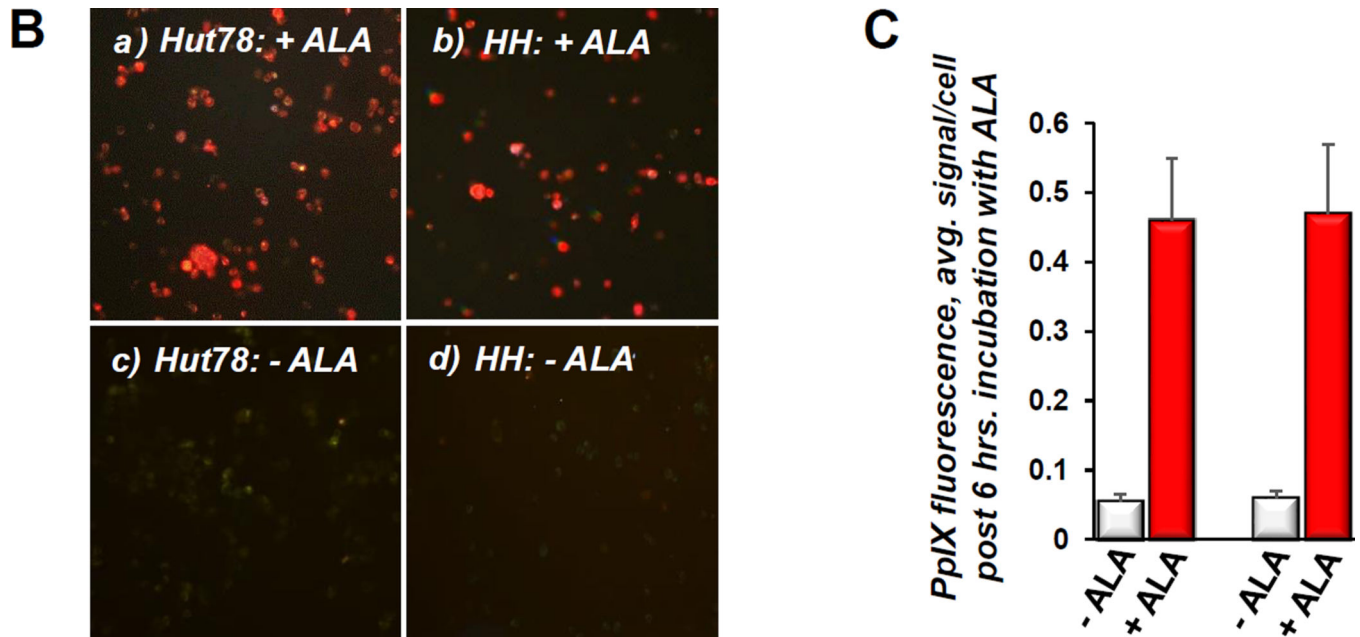 B
a) Hut78: + ALA
b) HH: + ALA
c) Hut78: - ALA
d) HH: - ALA
C
PpIX fluorescence, avg. signal/cell
post 6 hrs. incubation with ALA
0.6
0.5
0.4
0.3
0.2
0.1
0
- ALA
+ ALA
- ALA
+ ALA